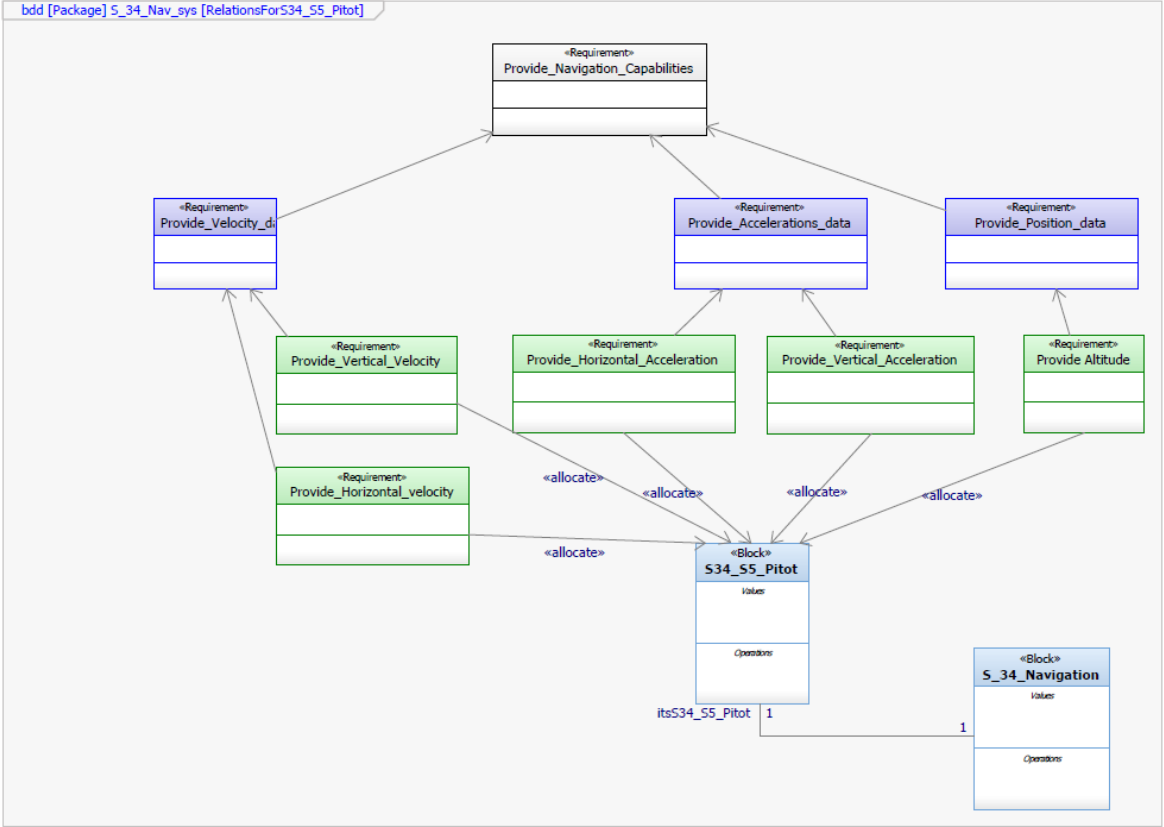 bdd [Package] S_34_Nav_sys [RelationsForS34_S5_Pitot]
«Requirement»
Provide_Navigation_Capabilities
«Requirement»
Provide_Velocity_da
«Requirement»
Provide_Accelerations_data
«Requirement»
Provide_Position_data
«Requirement»
Provide_Vertical_Velocity
«Requirement»
Provide_Horizontal_Acceleration
«Requirement»
Provide_Vertical_Acceleration
«Requirement»
Provide Altitude
«Requirement»
Provide_Horizontal_velocity
«allocate»
«allocate»
«allocate»
«allocate»
«allocate»
«Block»
S34_S5_Pitot
Values
Operations
itsS34_S5_Pitot
1
1
«Block»
S_34_Navigation
Values
Operations